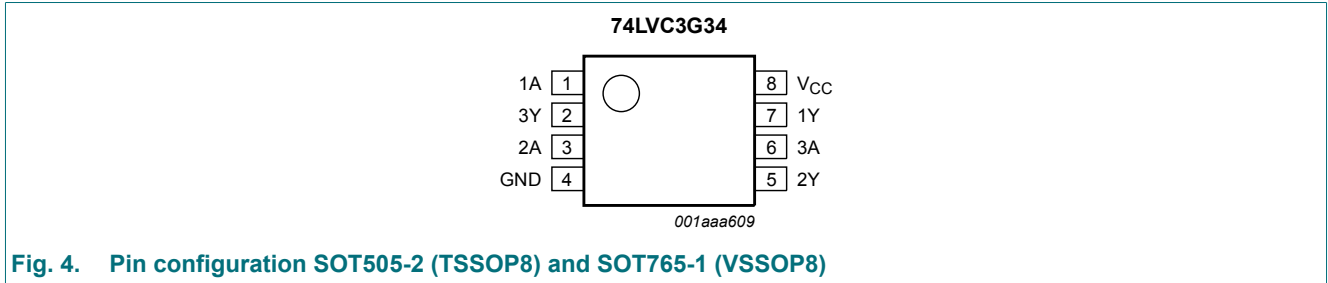 74LVC3G34
1A 1 8 VCC
3Y 2 7 1Y
2A 3 6 3A
GND 4 5 2Y
001aaa609
Fig. 4. Pin configuration SOT505-2 (TSSOP8) and SOT765-1 (VSSOP8)